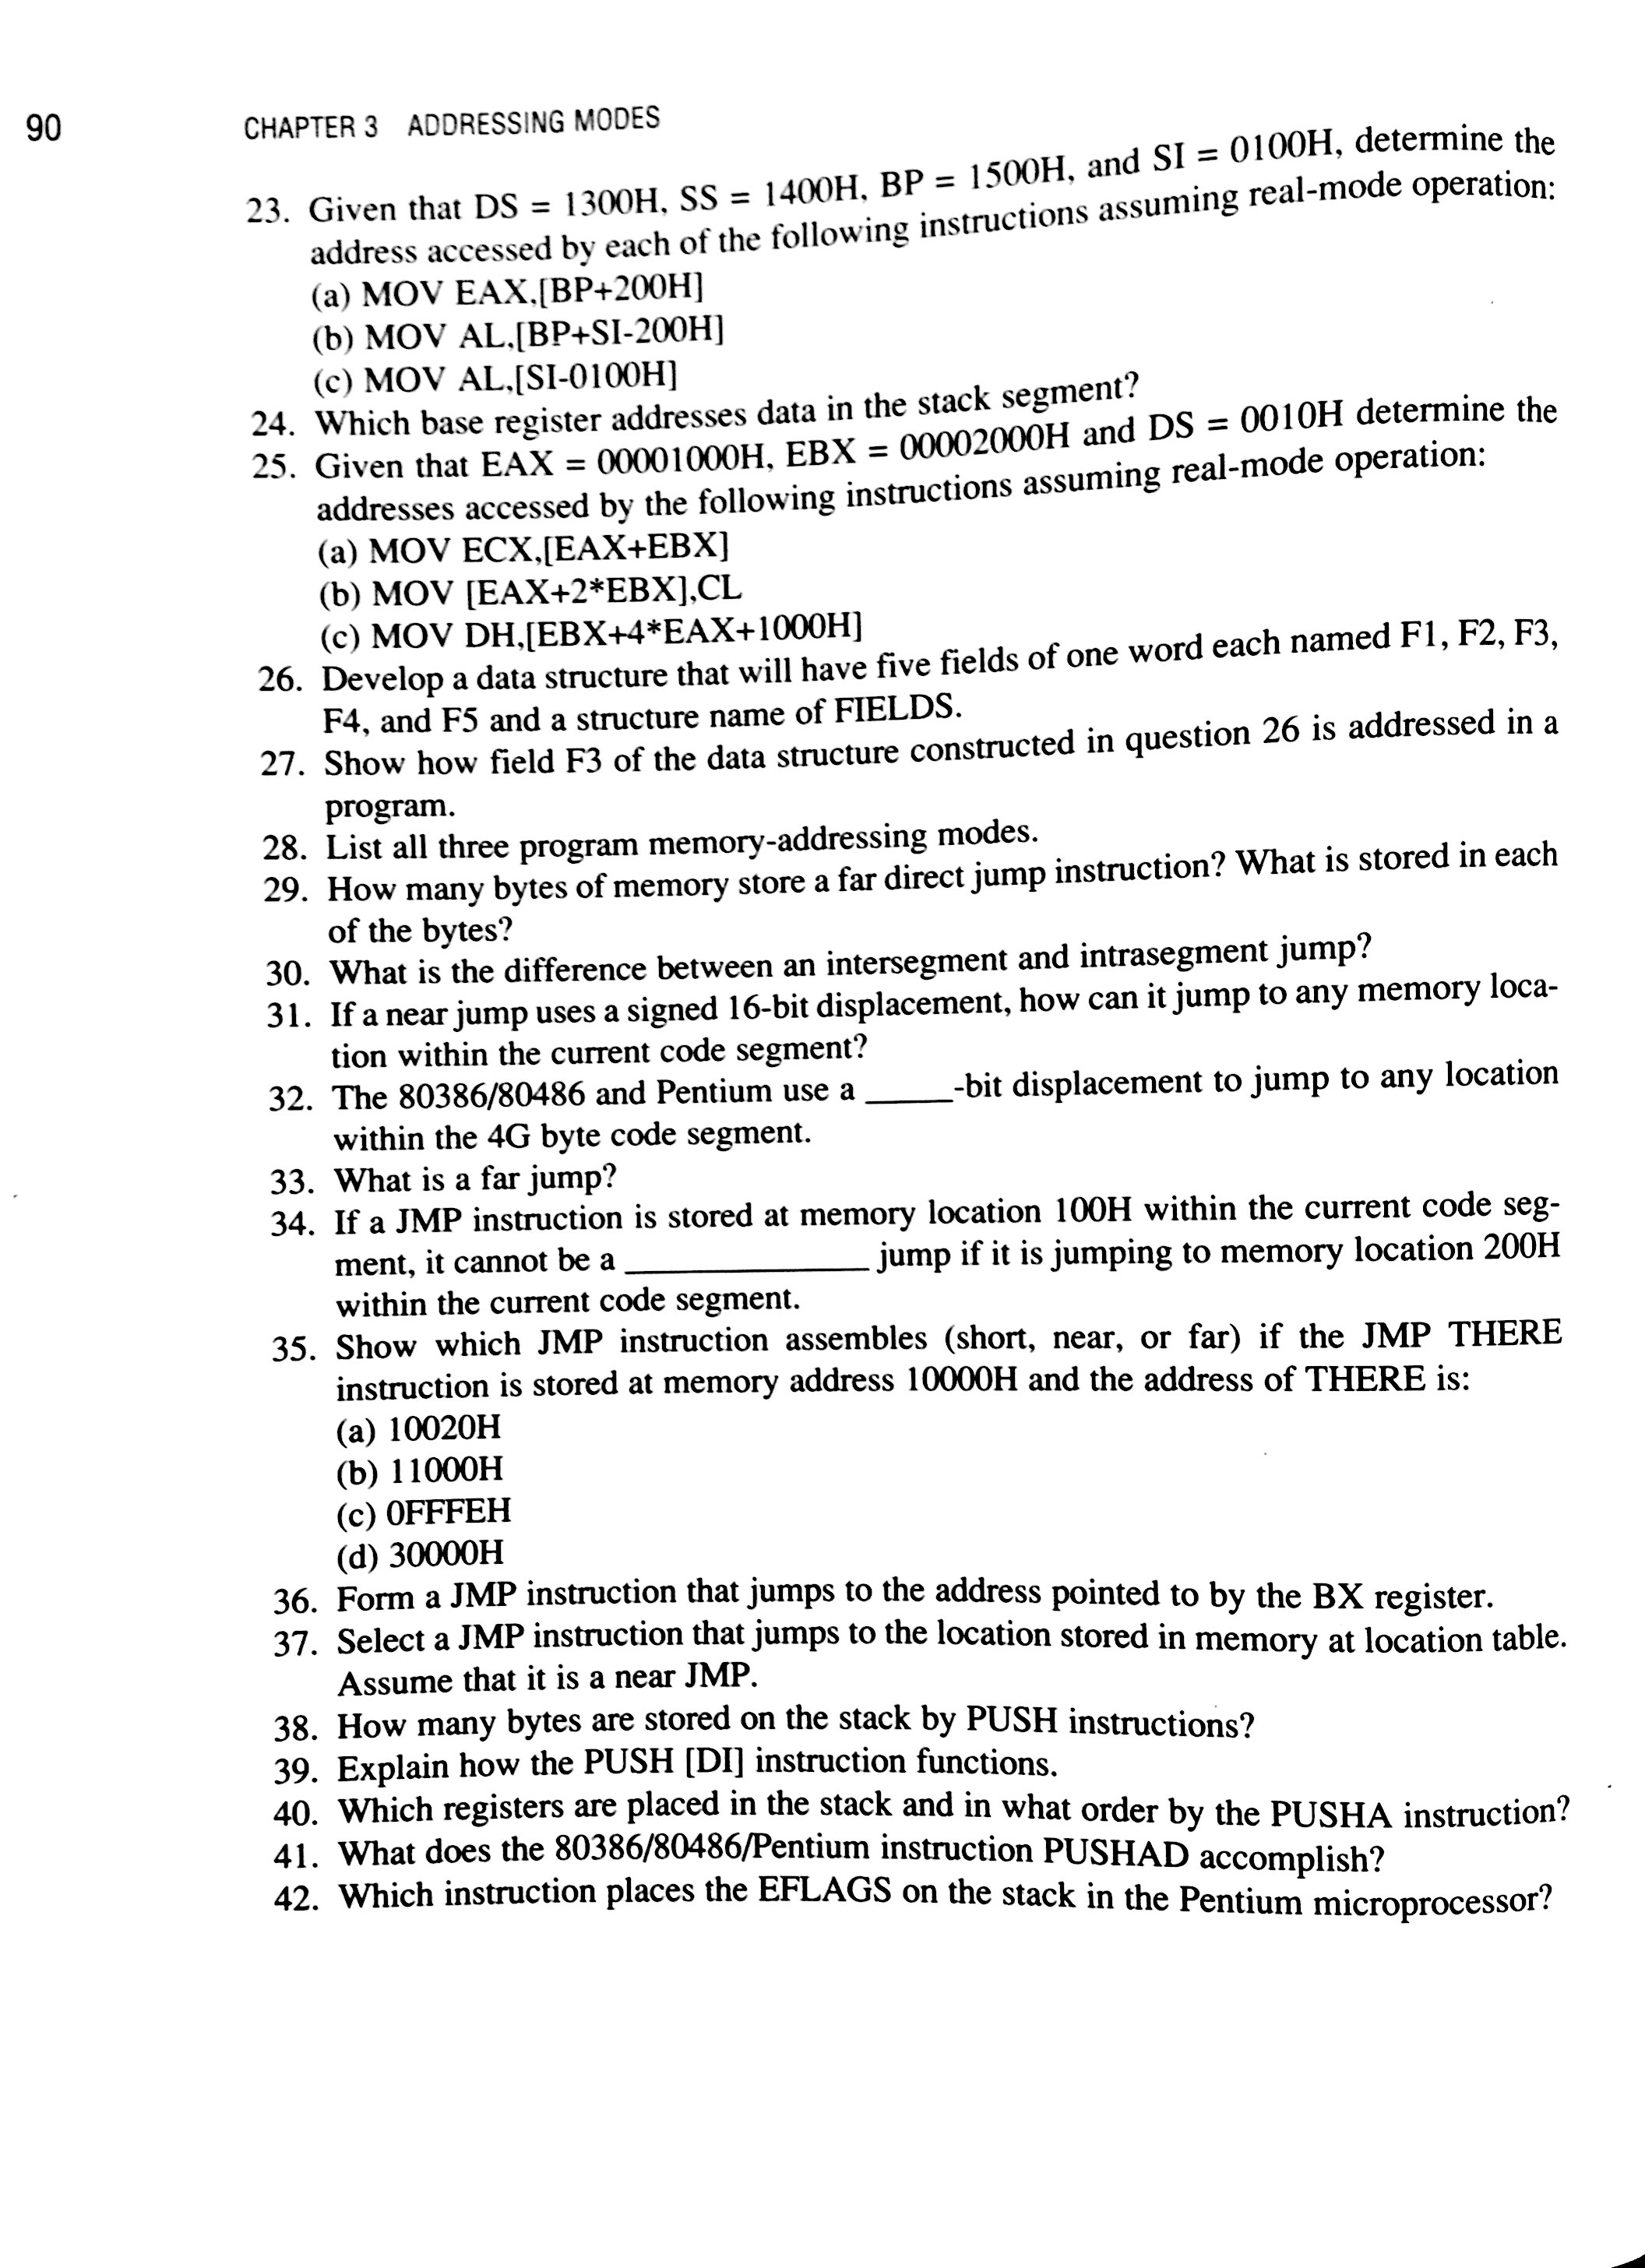 90 CHAPTER 3 ADDRESSING MODES
23. Given that DS = 1300H, SS = 1400H, BP = 1500H, and SI = 0100H, determine the
address accessed by each of the following instructions assuming real-mode operation:
(a) MOV EAX,[BP+200H]
(b) MOV AL,[BP+SI-200H]
(c) MOV AL,[SI-0100H]
24. Which base register addresses data in the stack segment?
25. Given that EAX = 00001000H, EBX = 00002000H and DS = 0010H determine the
addresses accessed by the following instructions assuming real-mode operation:
(a) MOV ECX,[EAX+EBX]
(b) MOV [EAX+2*EBX],CL
(c) MOV DH,[EBX+4*EAX+1000H]
26. Develop a data structure that will have five fields of one word each named F1, F2, F3,
F4, and F5 and a structure name of FIELDS.
27. Show how field F3 of the data structure constructed in question 26 is addressed in a
program.
28. List all three program memory-addressing modes.
29. How many bytes of memory store a far direct jump instruction? What is stored in each
of the bytes?
30. What is the difference between an intersegment and intrasegment jump?
31. If a near jump uses a signed 16-bit displacement, how can it jump to any memory loca-
tion within the current code segment?
32. The 80386/80486 and Pentium use a _____-bit displacement to jump to any location
within the 4G byte code segment.
33. What is a far jump?
34. If a JMP instruction is stored at memory location 100H within the current code seg-
ment, it cannot be a ______________ jump if it is jumping to memory location 200H
within the current code segment.
35. Show which JMP instruction assembles (short, near, or far) if the JMP THERE
instruction is stored at memory address 10000H and the address of THERE is:
(a) 10020H
(b) 11000H
(c) 0FFFEH
(d) 30000H
36. Form a JMP instruction that jumps to the address pointed to by the BX register.
37. Select a JMP instruction that jumps to the location stored in memory at location table.
Assume that it is a near JMP.
38. How many bytes are stored on the stack by PUSH instructions?
39. Explain how the PUSH [DI] instruction functions.
40. Which registers are placed in the stack and in what order by the PUSHA instruction?
41. What does the 80386/80486/Pentium instruction PUSHAD accomplish?
42. Which instruction places the EFLAGS on the stack in the Pentium microprocessor?